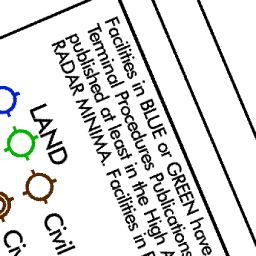 Facilities in BLUE or GREEN have
Terminal Procedures Publications
published at least in the High
RADAR MINIMA. Facilities in
LAND
Civil